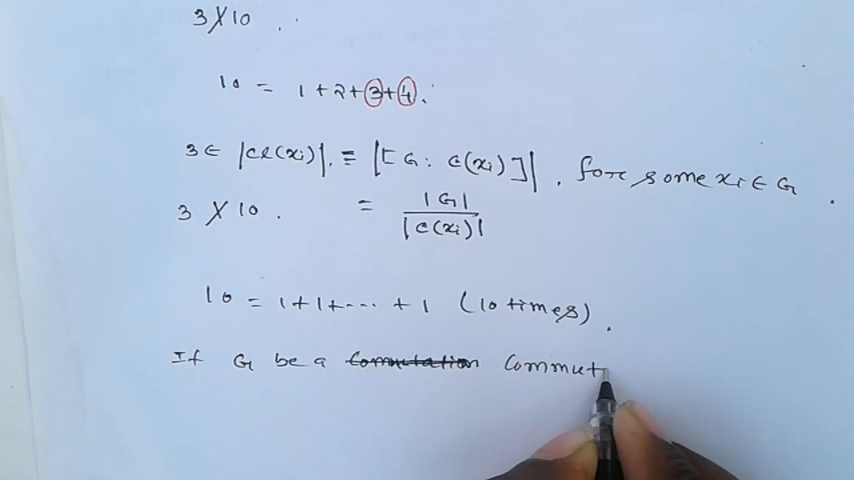 3 ∤ 10 .
10 = 1 + 2 + 3 + 4 .
3 ∈ |cl(xi)| . = |[G : C(xi)]| . for some xi ∈ G .
3 ∤ 10 . = |G| / |C(xi)|
10 = 1+1+... + 1 (10 times) .
If G be a Commutation Commut